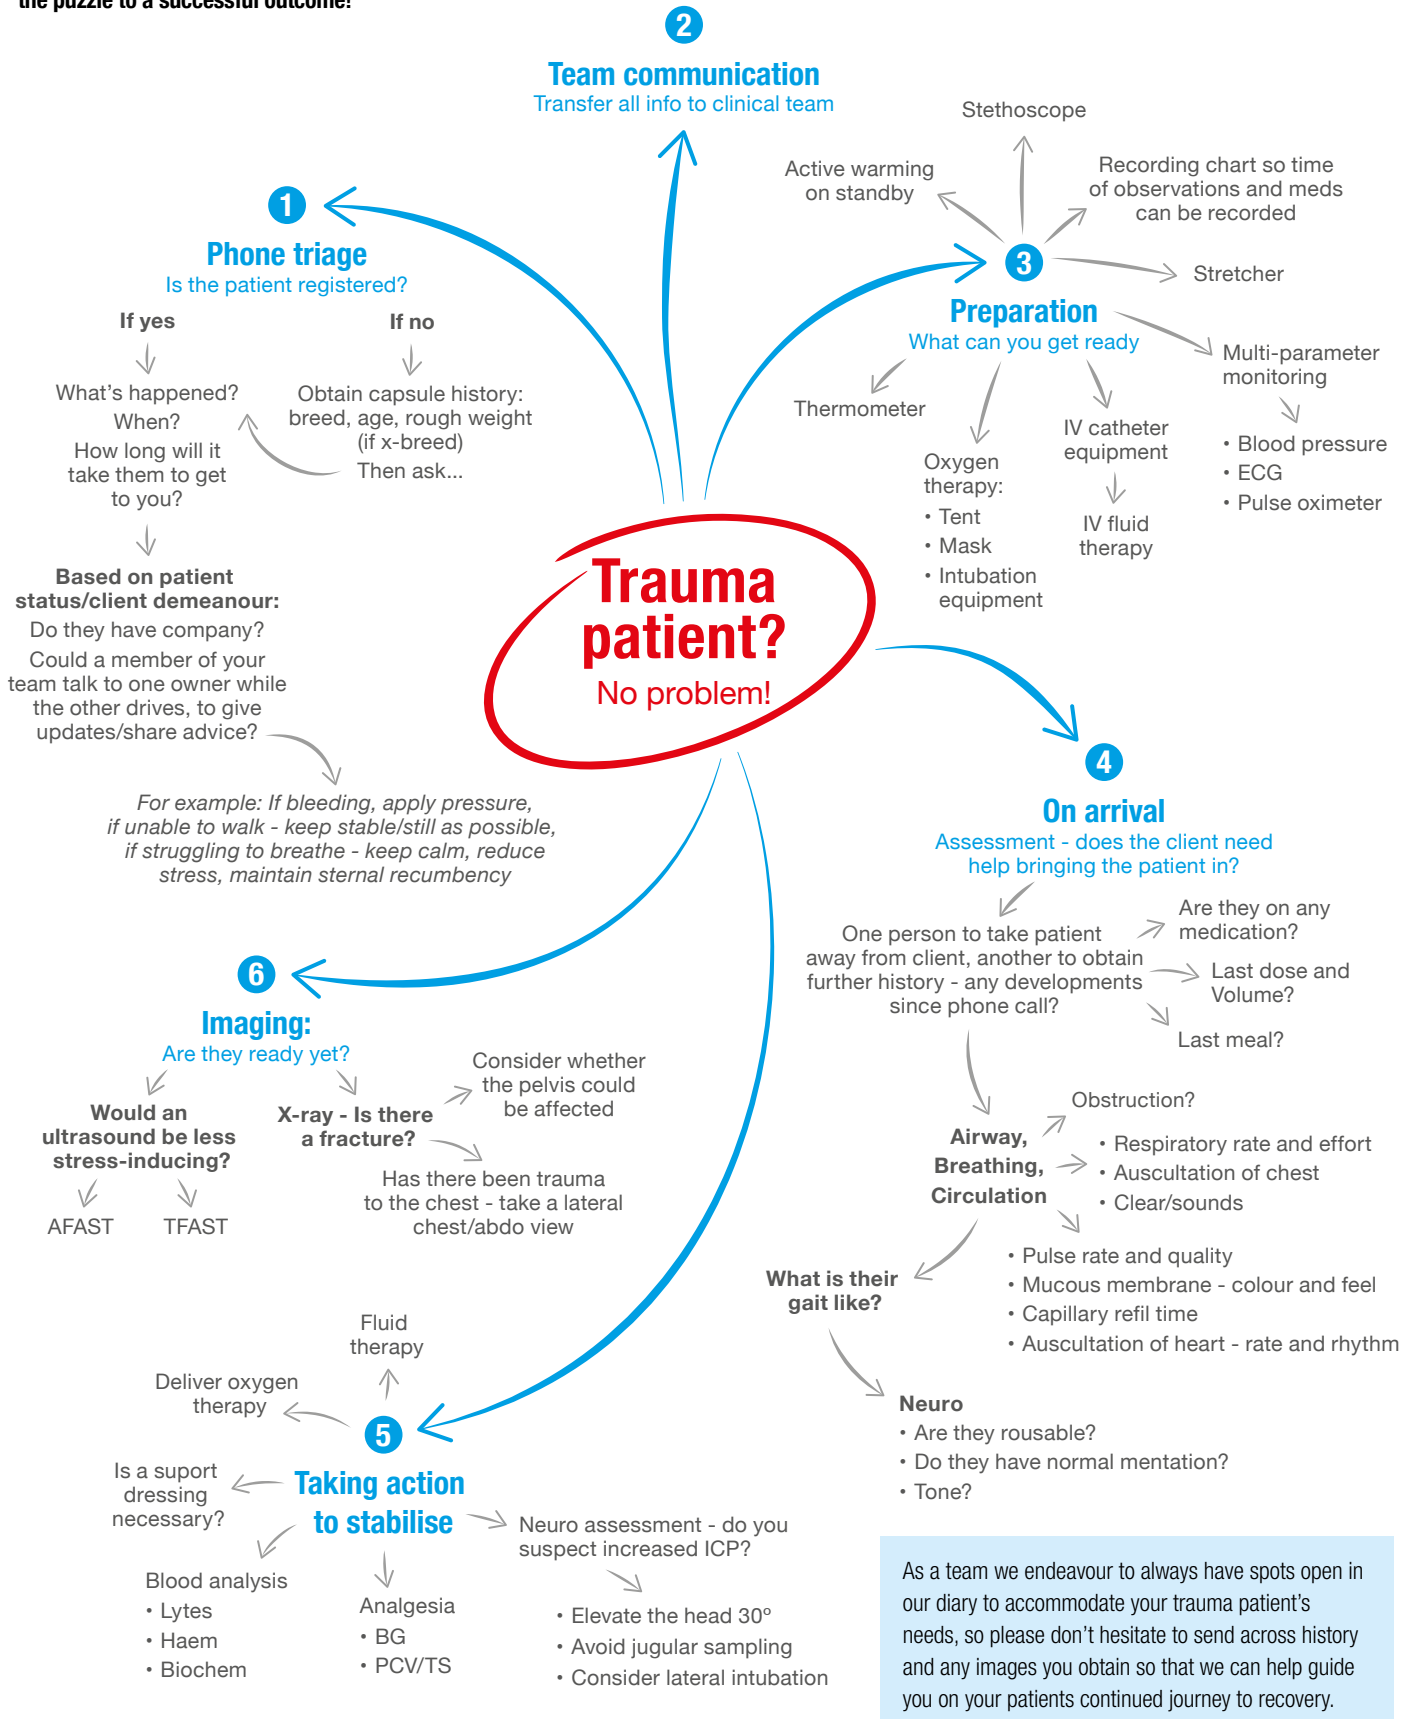 the puzzle to a successful outcome!
Trauma
patient?
No problem!
1
Phone triage
Is the patient registered?
If yes
What's happened?
When?
How long will it
take them to get
to you?
If no
Obtain capsule history:
breed, age, rough weight
(if x-breed)
Then ask...
Based on patient
status/client demeanour:
Do they have company?
Could a member of your
team talk to one owner while
the other drives, to give
updates/share advice?
For example: If bleeding, apply pressure,
if unable to walk - keep stable/still as possible,
if struggling to breathe - keep calm, reduce
stress, maintain sternal recumbency
2
Team communication
Transfer all info to clinical team
3
Preparation
What can you get ready
Active warming
on standby
Stethoscope
Recording chart so time
of observations and meds
can be recorded
Stretcher
Multi-parameter
monitoring
• Blood pressure
• ECG
• Pulse oximeter
IV catheter
equipment
IV fluid
therapy
Oxygen
therapy:
• Tent
• Mask
• Intubation
equipment
Thermometer
4
On arrival
Assessment - does the client need
help bringing the patient in?
One person to take patient
away from client, another to obtain
further history - any developments
since phone call?
Are they on any
medication?
Last dose and
Volume?
Last meal?
Airway,
Breathing,
Circulation
Obstruction?
• Respiratory rate and effort
• Auscultation of chest
• Clear/sounds
• Pulse rate and quality
• Mucous membrane - colour and feel
• Capillary refil time
• Auscultation of heart - rate and rhythm
What is their
gait like?
Neuro
• Are they rousable?
• Do they have normal mentation?
• Tone?
5
Taking action
to stabilise
Fluid
therapy
Deliver oxygen
therapy
Is a suport
dressing
necessary?
Blood analysis
• Lytes
• Haem
• Biochem
Analgesia
• BG
• PCV/TS
Neuro assessment - do you
suspect increased ICP?
• Elevate the head 30º
• Avoid jugular sampling
• Consider lateral intubation
6
Imaging:
Are they ready yet?
Would an
ultrasound be less
stress-inducing?
AFAST
TFAST
X-ray - Is there
a fracture?
Consider whether
the pelvis could
be affected
Has there been trauma
to the chest - take a lateral
chest/abdo view
As a team we endeavour to always have spots open in
our diary to accommodate your trauma patient's
needs, so please don't hesitate to send across history
and any images you obtain so that we can help guide
you on your patients continued journey to recovery.